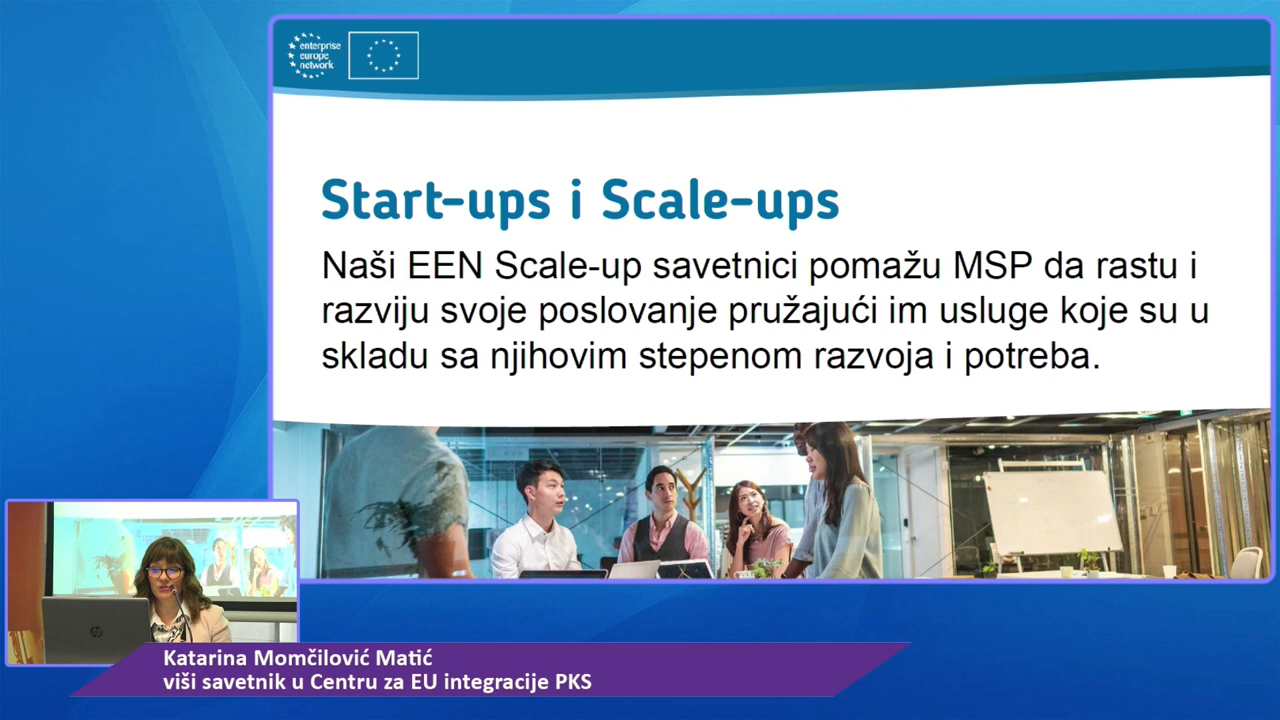 enterprise
europe
network
Start-ups i Scale-ups
Naši EEN Scale-up savetnici pomažu MSP da rastu i
razviju svoje poslovanje pružajući im usluge koje su u
skladu sa njihovim stepenom razvoja i potreba.
hp
Katarina Momčilović Matić
viši savetnik u Centru za EU integracije PKS